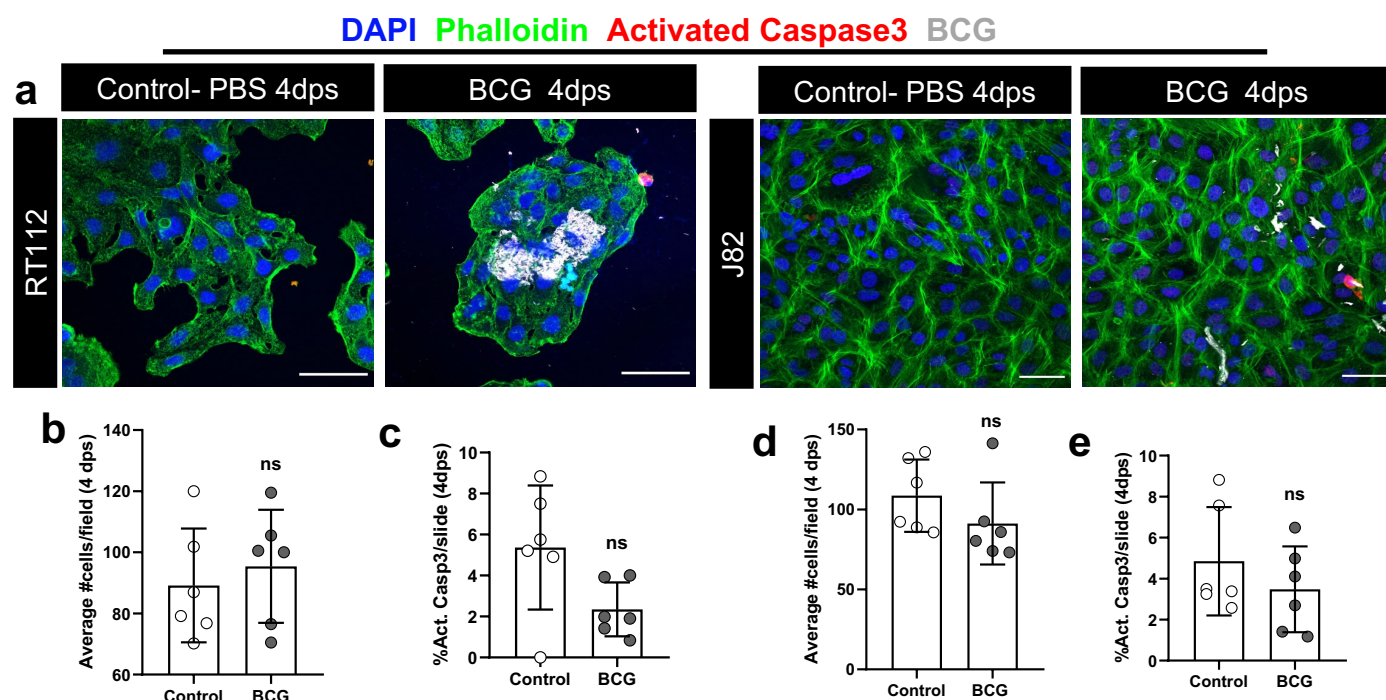 DAPI Phalloidin Activated Caspase3 BCG
a
Control- PBS 4dps
BCG 4dps
Control- PBS 4dps
BCG 4dps
RT112
J82
b
Average #cells/field (4 dps)
140
120
100
80
60
ns
Control
BCG
c
%Act. Casp3/slide (4dps)
10
8
6
4
2
0
ns
Control
BCG
d
Average #cells/field (4 dps)
150
100
50
0
ns
Control
BCG
e
%Act. Casp3/slide (4dps)
10
8
6
4
2
0
ns
Control
BCG